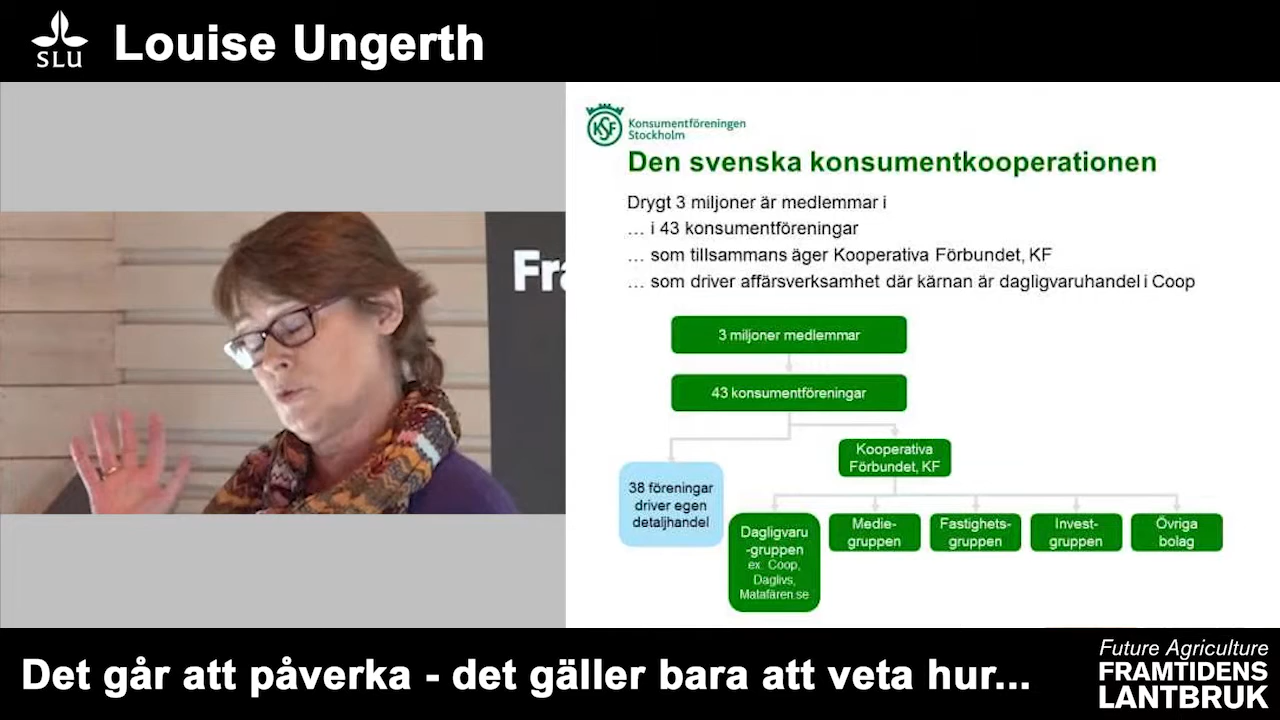 SLU
Louise Ungerth
Fr
KSF
Konsumentföreningen
Stockholm
Den svenska konsumentkooperationen
Drygt 3 miljoner är medlemmar i
... i 43 konsumentföreningar
... som tillsammans äger Kooperativa Förbundet, KF
... som driver affärsverksamhet där kärnan är dagligvaruhandel i Coop
3 miljoner medlemmar
43 konsumentföreningar
Kooperativa
Förbundet, KF
38 föreningar
driver egen
detaljhandel
Dagligvaru
-gruppen
ex. Coop,
Daglivs,
Matafären.se
Medie-
gruppen
Fastighets-
gruppen
Invest-
gruppen
Övriga
bolag
Det går att påverka - det gäller bara att veta hur...
Future Agriculture
FRAMTIDENS
LANTBRUK